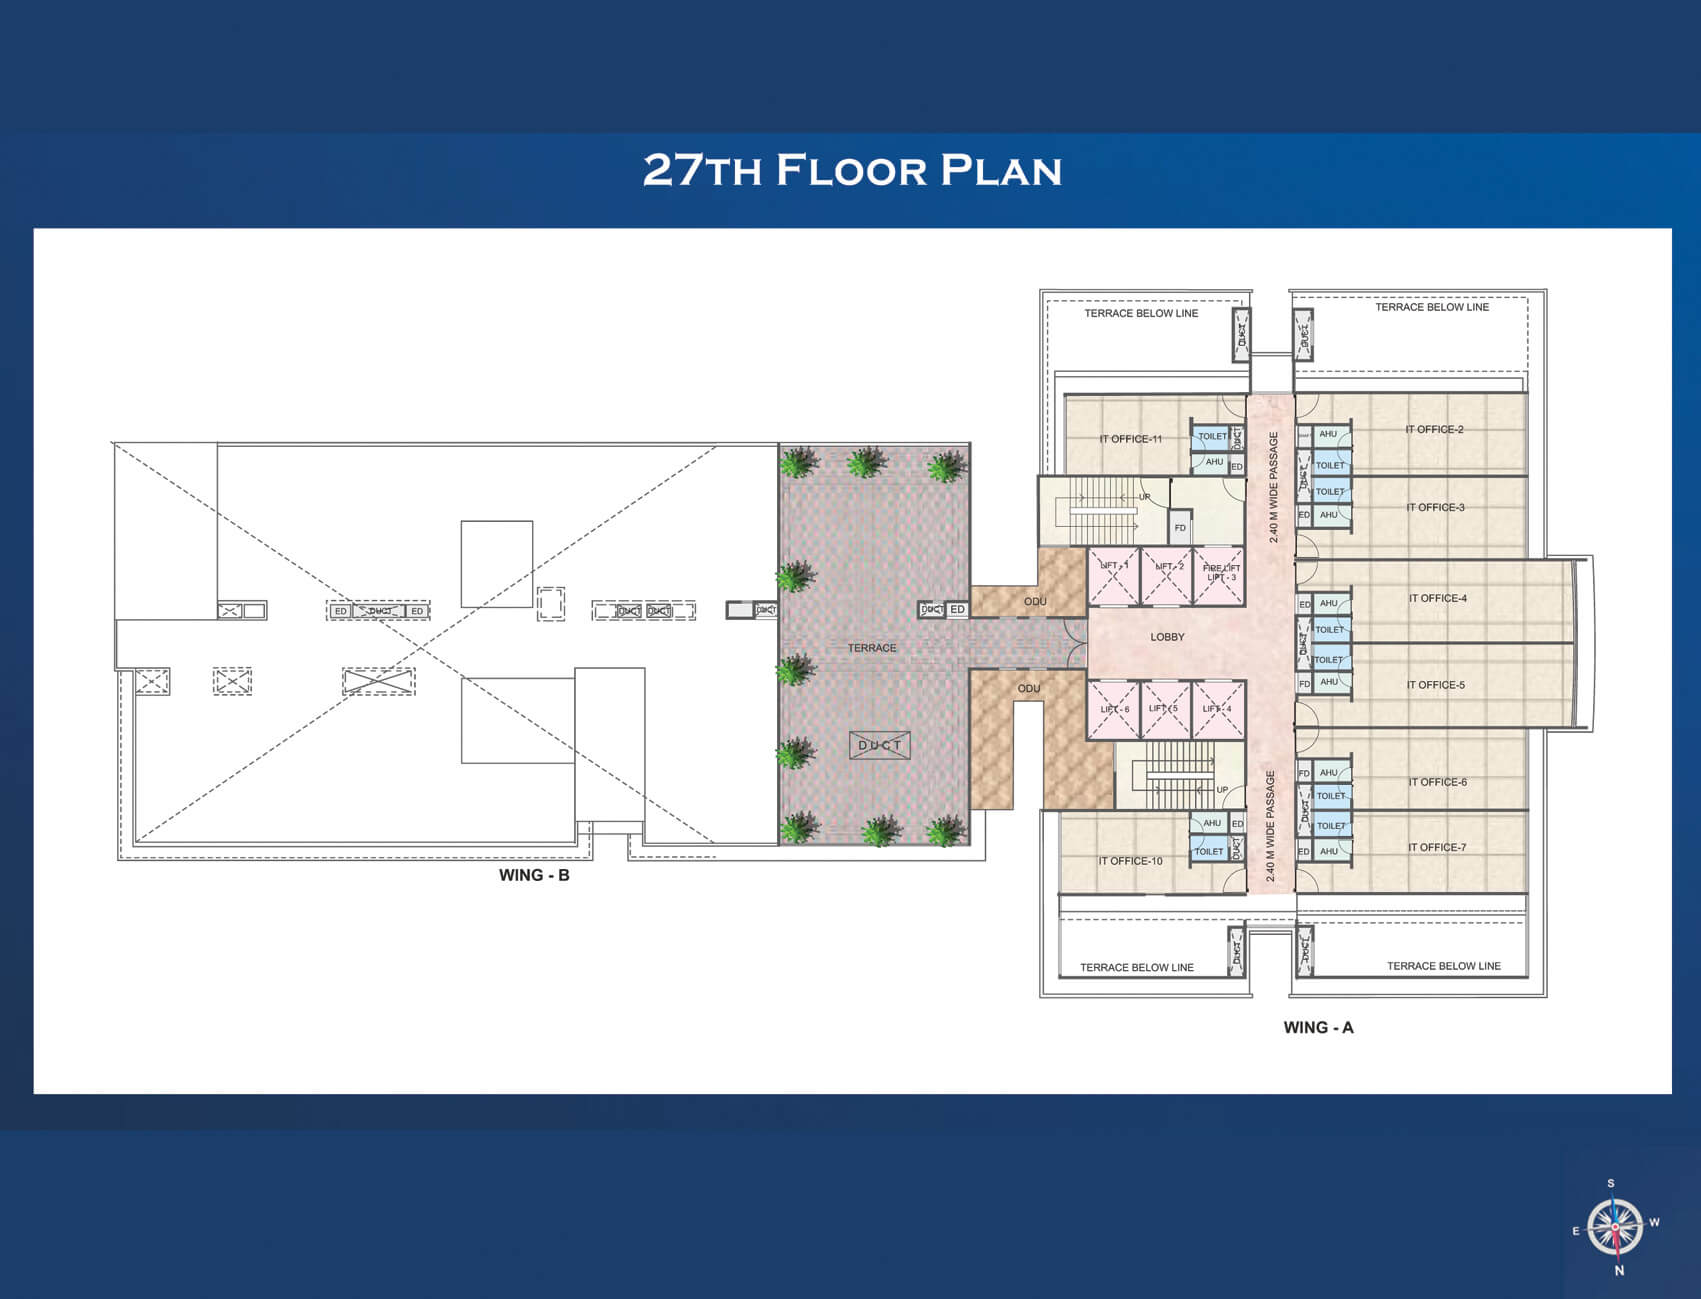 27TH FLOOR PLAN
TERRACE BELOW LINE
TERRACE BELOW LINE
DUCT
DUCT
IT OFFICE-11
TOILET
DUCT
AHU
ED
2.40 M WIDE PASSAGE
AHU
IT OFFICE-2
TOILET
DUCT
TOILET
ED
AHU
IT OFFICE-3
UP
FD
LIFT - 1
LIFT - 2
FIRE LIFT
LIFT - 3
ODU
LOBBY
IT OFFICE-4
ED
AHU
TOILET
DUCT
TOILET
FD
AHU
IT OFFICE-5
ED
DUCT
ED
DUCT
DUCT
DUCT
DUCT
ED
TERRACE
ODU
LIFT - 6
LIFT - 5
LIFT - 4
DUCT
UP
FD
AHU
IT OFFICE-6
TOILET
DUCT
TOILET
ED
AHU
IT OFFICE-7
2.40 M WIDE PASSAGE
AHU
ED
TOILET
DUCT
IT OFFICE-10
WING - B
DUCT
DUCT
TERRACE BELOW LINE
TERRACE BELOW LINE
WING - A
S
E
W
N